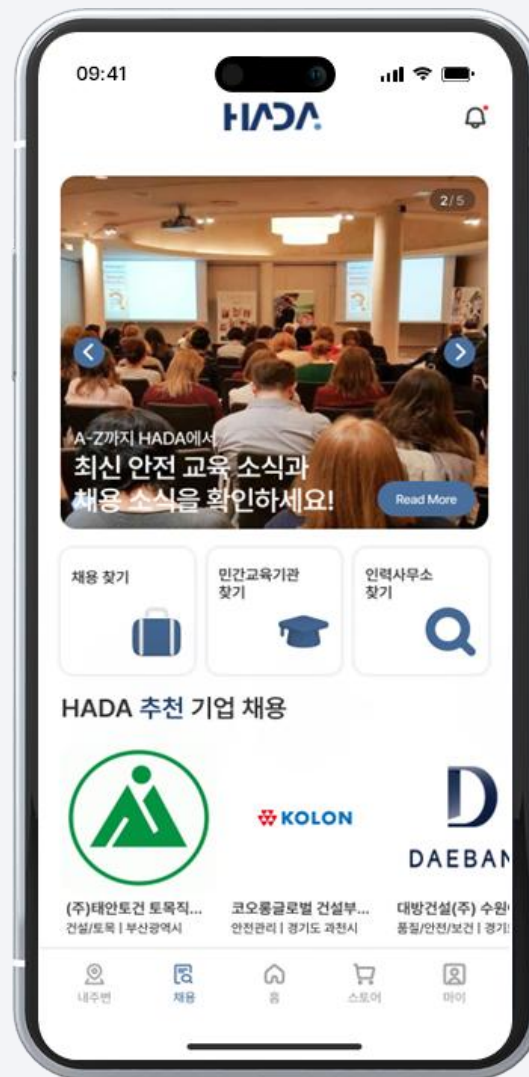 09:41
HADA
2/5
A-Z까지 HADA에서
최신 안전 교육 소식과
채용 소식을 확인하세요!
Read More
채용 찾기
민간교육기관
찾기
인력사무소
찾기
HADA 추천 기업 채용
KOLON
D
DAEBAN
(주)태안토건 토목직...
코오롱글로벌 건설부...
대방건설(주) 수원
건설/토목 | 부산광역시
안전관리 | 경기도 과천시
품질/안전/보건 | 경기
내주변
채용
홈
스토어
마이